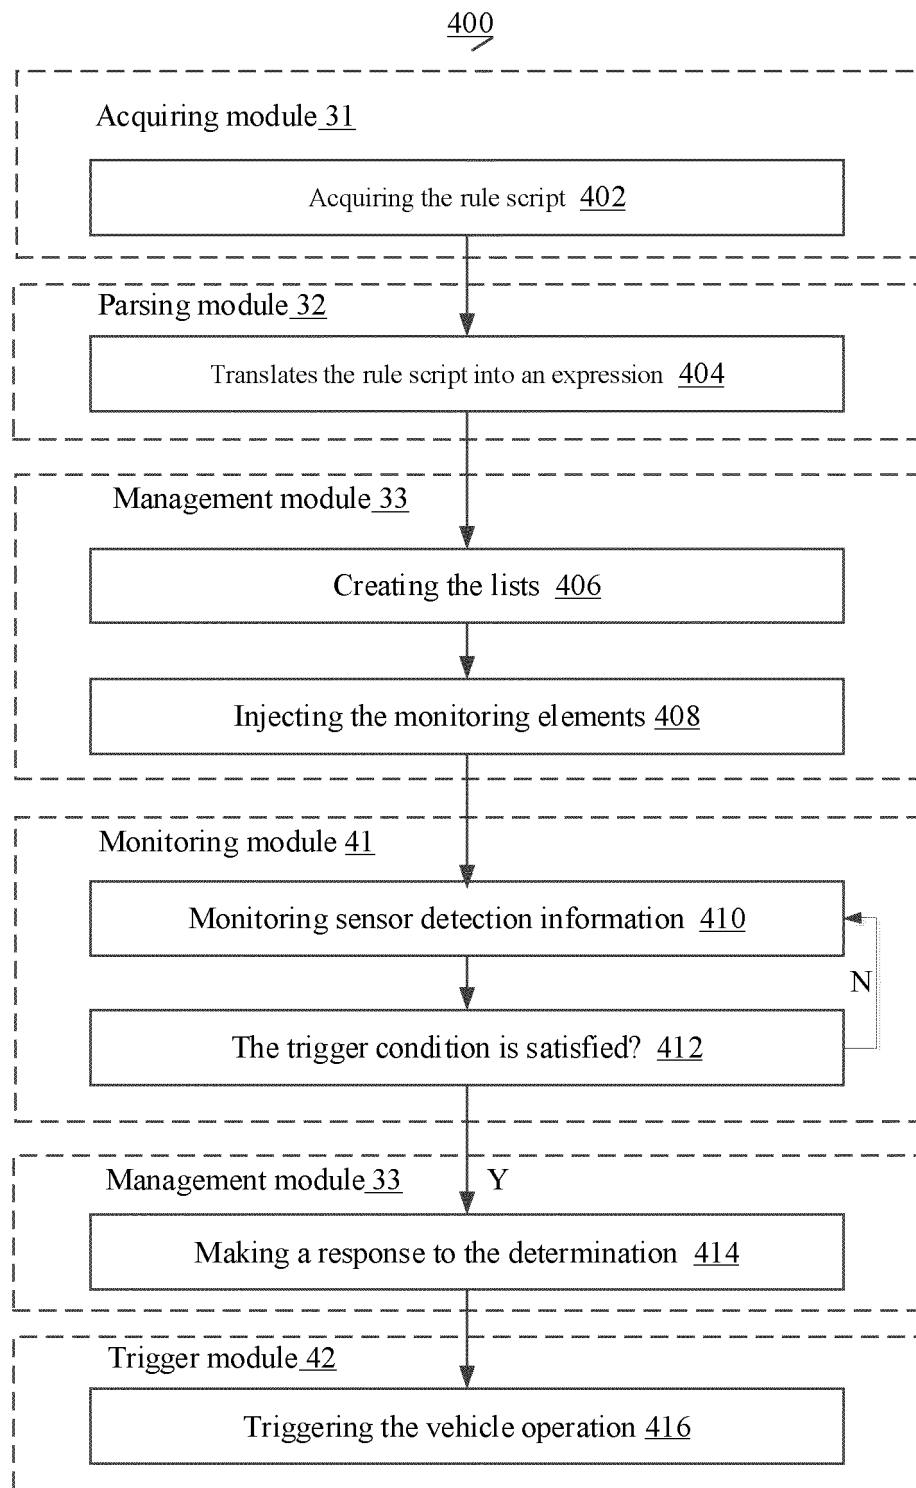 400
Acquiring module 31
Acquiring the rule script 402
Parsing module 32
Translates the rule script into an expression 404
Management module 33
Creating the lists 406
Injecting the monitoring elements 408
Monitoring module 41
Monitoring sensor detection information 410
N
The trigger condition is satisfied? 412
Management module 33
Y
Making a response to the determination 414
Trigger module 42
Triggering the vehicle operation 416